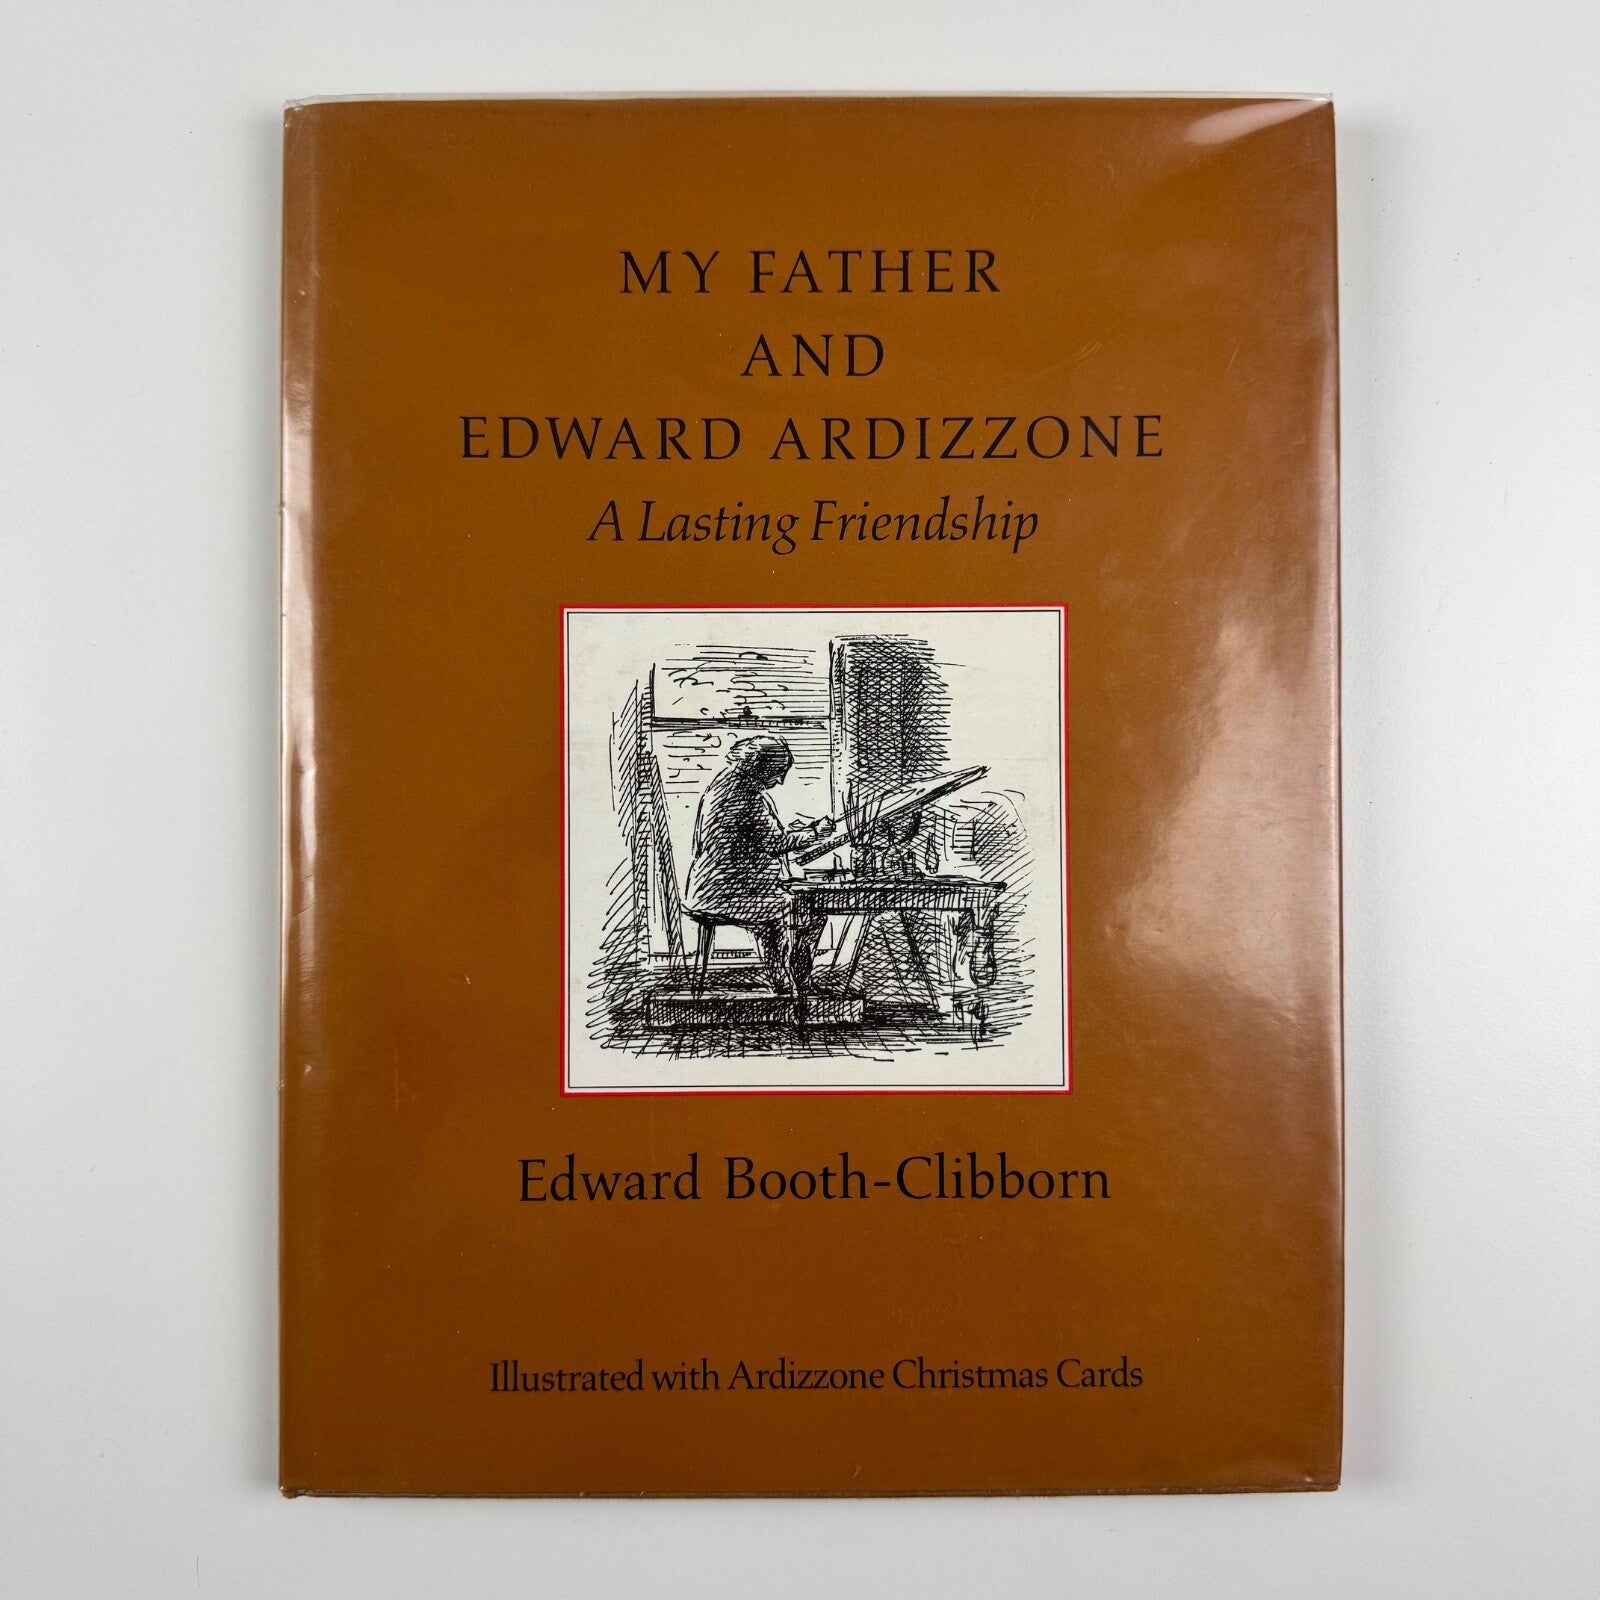 MY FATHER
AND
EDWARD ARDIZZONE
A Lasting Friendship
Edward Booth-Clibborn
Illustrated with Ardizzone Christmas Cards